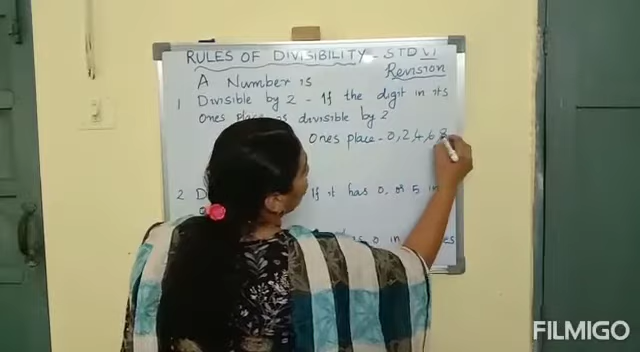 RULES OF DIVISIBILITY - STD VI
Revision
A Number is
1 Divisible by 2 - If the digit in its
Ones place is divisible by 2
Ones place - 0,2,4,6,8
2 D If it has 0, or 5 in
0 in
FILMIGO